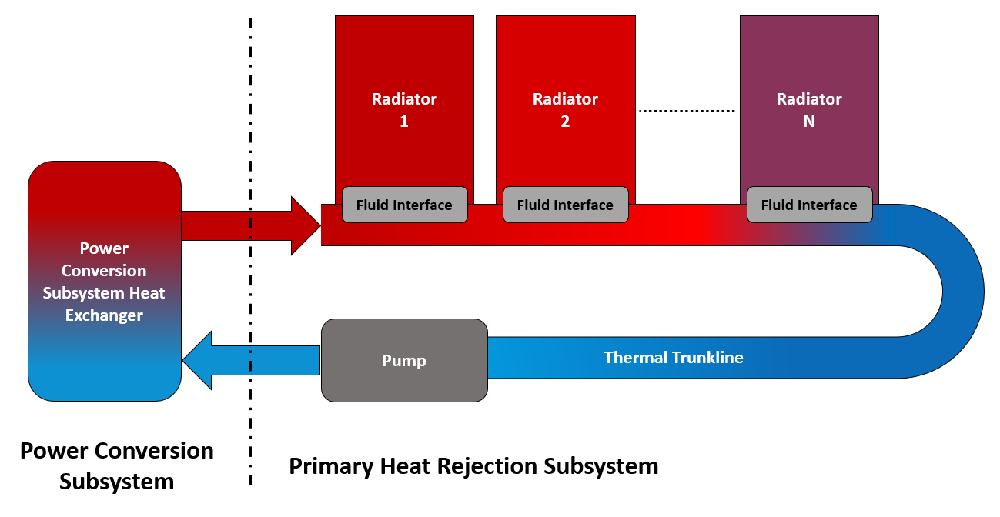 Radiator
1
Radiator
2
Radiator
N
Fluid Interface
Fluid Interface
Fluid Interface
Power
Conversion
Subsystem Heat
Exchanger
Pump
Thermal Trunkline
Power Conversion
Subsystem
Primary Heat Rejection Subsystem